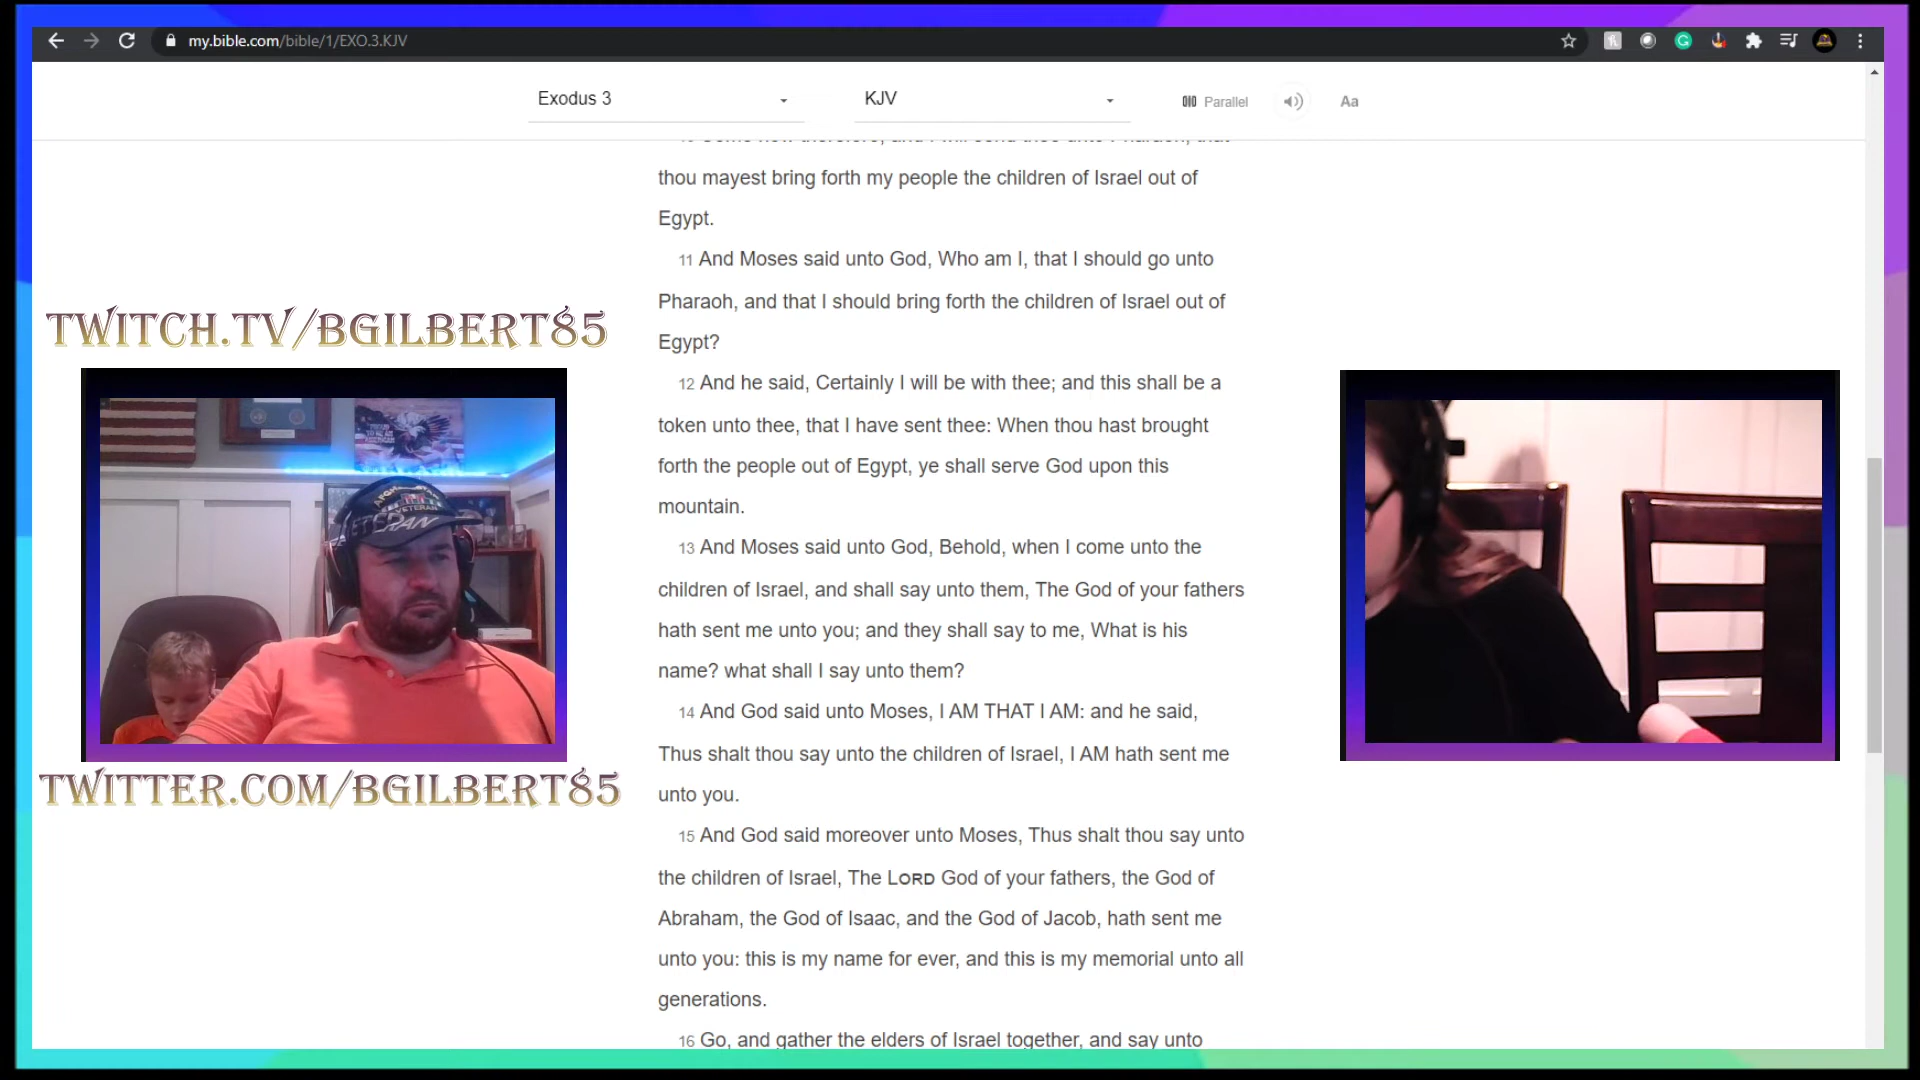 my.bible.com/bible/1/EXO.3.KJV
Exodus 3
KJV
Parallel
Aa
thou mayest bring forth my people the children of Israel out of
Egypt.
11 And Moses said unto God, Who am I, that I should go unto
Pharaoh, and that I should bring forth the children of Israel out of
Egypt?
12 And he said, Certainly I will be with thee; and this shall be a
token unto thee, that I have sent thee: When thou hast brought
forth the people out of Egypt, ye shall serve God upon this
mountain.
13 And Moses said unto God, Behold, when I come unto the
children of Israel, and shall say unto them, The God of your fathers
hath sent me unto you; and they shall say to me, What is his
name? what shall I say unto them?
14 And God said unto Moses, I AM THAT I AM: and he said,
Thus shalt thou say unto the children of Israel, I AM hath sent me
unto you.
15 And God said moreover unto Moses, Thus shalt thou say unto
the children of Israel, The LORD God of your fathers, the God of
Abraham, the God of Isaac, and the God of Jacob, hath sent me
unto you: this is my name for ever, and this is my memorial unto all
generations.
16 Go, and gather the elders of Israel together, and say unto
TWITCH.TV/BGILBERT85
VETERAN
VETERAN
TWITTER.COM/BGILBERT85